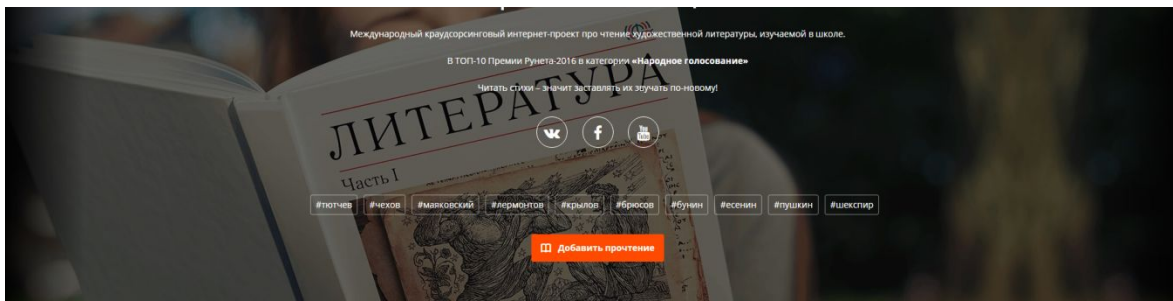 Международный краудсорсинговый интернет-проект про чтение художественной литературы, изучаемой в школе.
В ТОП-10 Премии Рунета-2016 в категории «Народное голосование»
Читать стихи – значит заставлять их звучать по-новому!
ЛИТЕРАТУРА
Часть I
#тютчев #чехов #маяковский #лермонтов #крылов #брюсов #бунин #есенин #пушкин #шекспир
Добавить прочтение